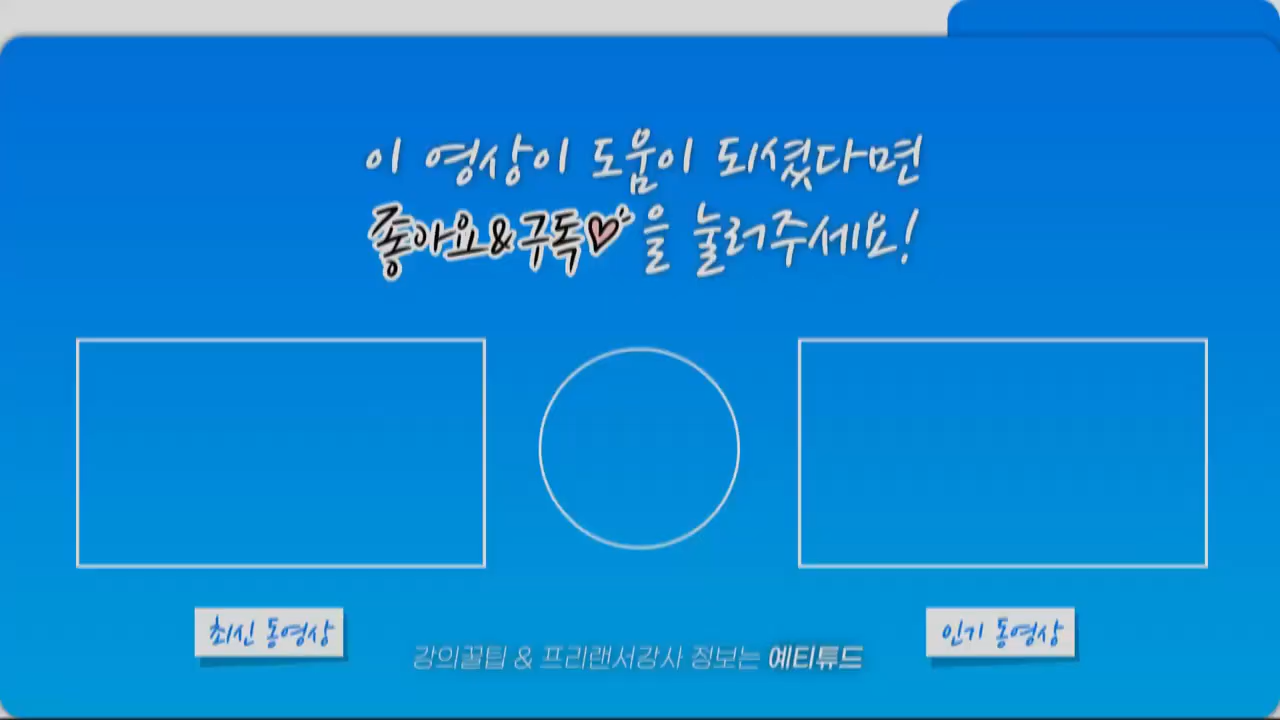 이 영상이 도움이 되셨다면
좋아요&구독♡을 눌러주세요!
최신 동영상
인기 동영상
강의꿀팁 & 프리랜서강사 정보는 예티튜드